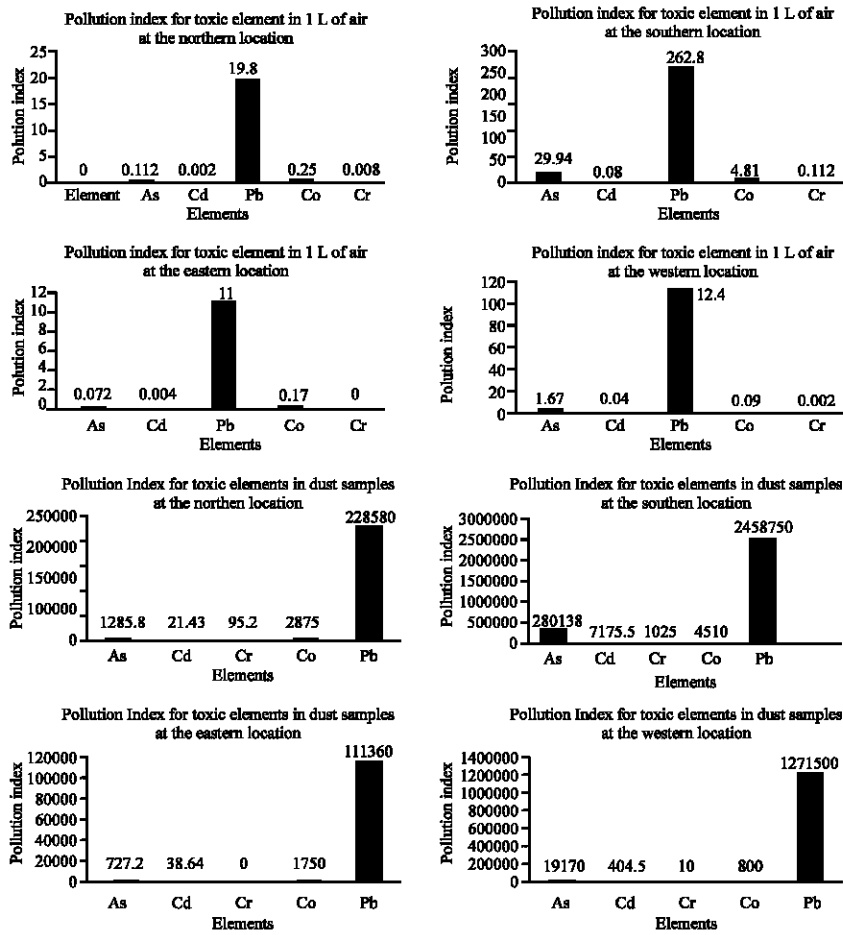 Pollution index for toxic element in 1 L of air
at the northern location
Polution index
25
20
15
10
5
0
0
0.112
0.002
19.8
0.25
0.008
Element
As
Cd
Pb
Co
Cr
Elements
Pollution index for toxic element in 1 L of air
at the southern location
Polution index
300
250
200
150
100
50
50
0
29.94
0.08
262.8
4.81
0.112
As
Cd
Pb
Co
Cr
Elements
Pollution index for toxic element in 1 L of air
at the eastern location
Polution index
12
10
8
6
4
2
0
0.072
0.004
11
0.17
0
As
Cd
Pb
Co
Cr
Elements
Pollution index for toxic element in 1 L of air
at the western location
Polution index
120
100
80
60
40
20
0
1.67
0.04
12.4
0.09
0.002
As
Cd
Pb
Co
Cr
Elements
Pollution Index for toxic elements in dust samples
at the northen location
Pollution index
250000
200000
150000
100000
0
1285.8
21.43
95.2
2875
228580
As
Cd
Cr
Co
Pb
Elements
Pollution Index for toxic elements in dust samples
at the southen location
Pollution index
3000000
2500000
2000000
1000000
1000000
500000
0
280138
7175.5
1025
4510
2458750
As
Cd
Cr
Co
Pb
Elements
Pollution Index for toxic elements in dust samples
at the eastern location
Pollution index
120000
100000
80000
60000
40000
20000
0
727.2
38.64
0
1750
111360
As
Cd
Cr
Co
Pb
Elements
Pollution Index for toxic elements in dust samples
at the western location
Pollution index
1400000
1200000
1000000
800000
600000
400000
200000
0
19170
404.5
10
800
1271500
As
Cd
Cr
Co
Pb
Elements